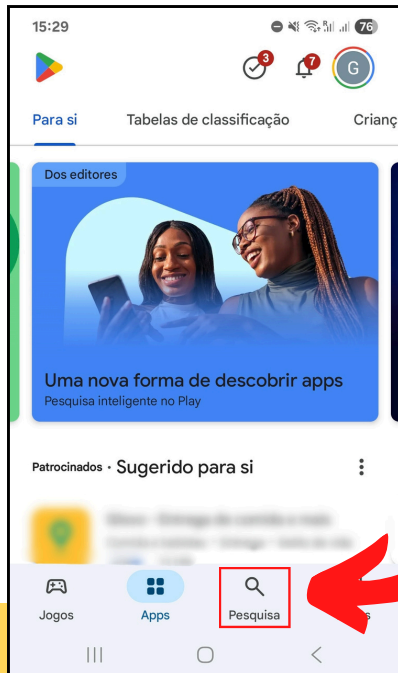 15:29
76
3
7
G
Para si
Tabelas de classificação
Crianç
Dos editores
Uma nova forma de descobrir apps
Pesquisa inteligente no Play
Patrocinados • Sugerido para si
Jogos
Apps
Pesquisa
s